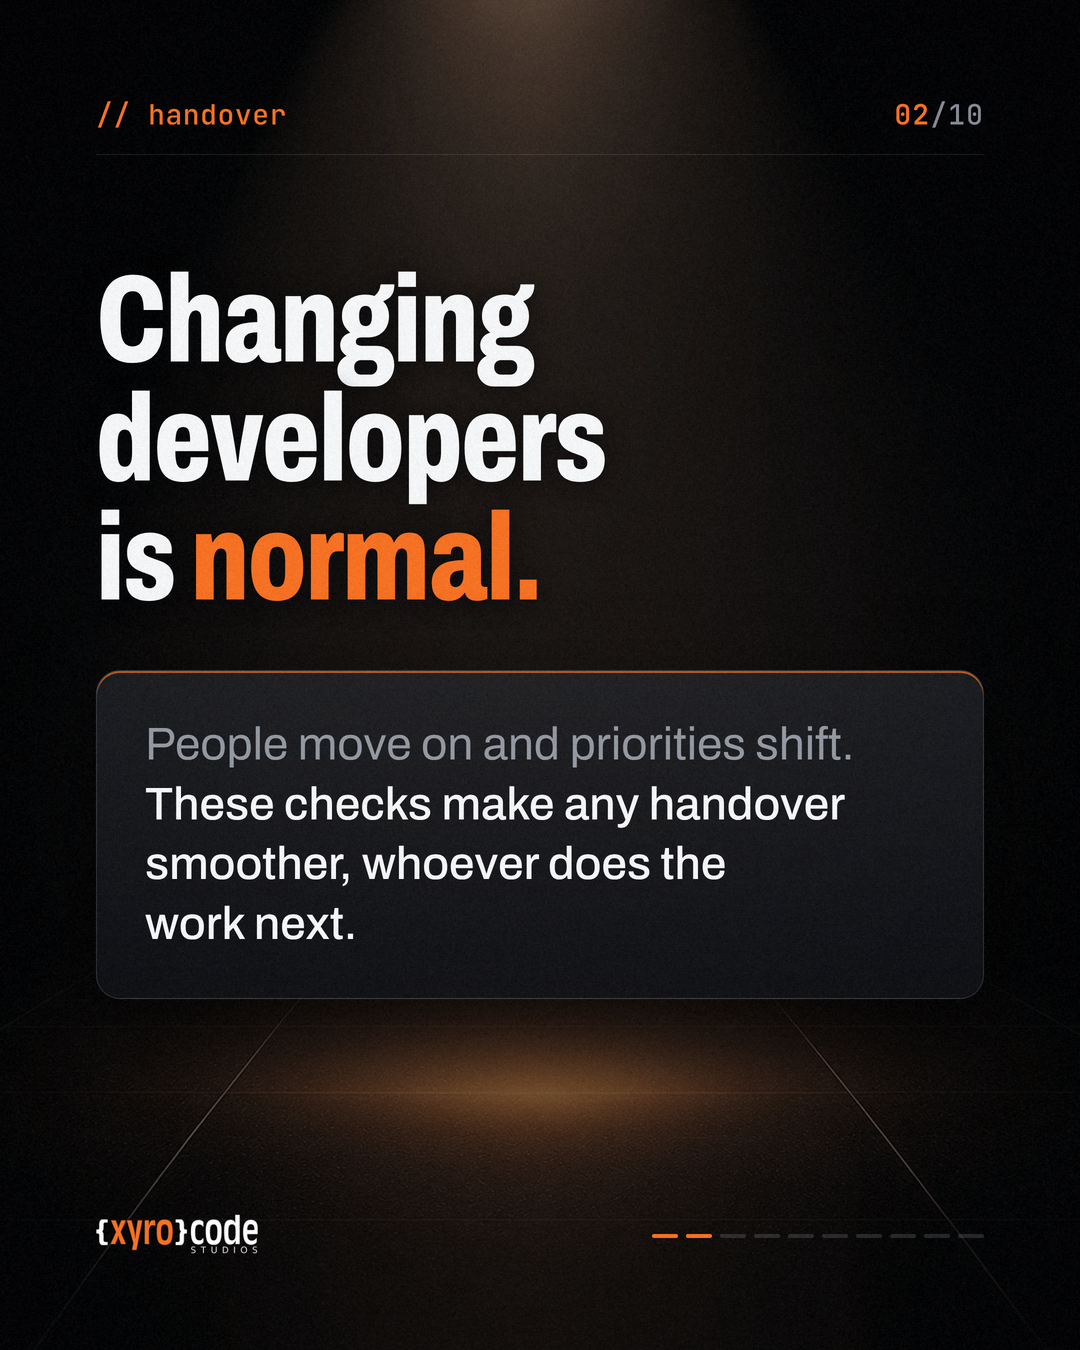 // handover
02/10
Changing
developers
is normal.
People move on and priorities shift.
These checks make any handover
smoother, whoever does the
work next.
{xyro}code
STUDIOS